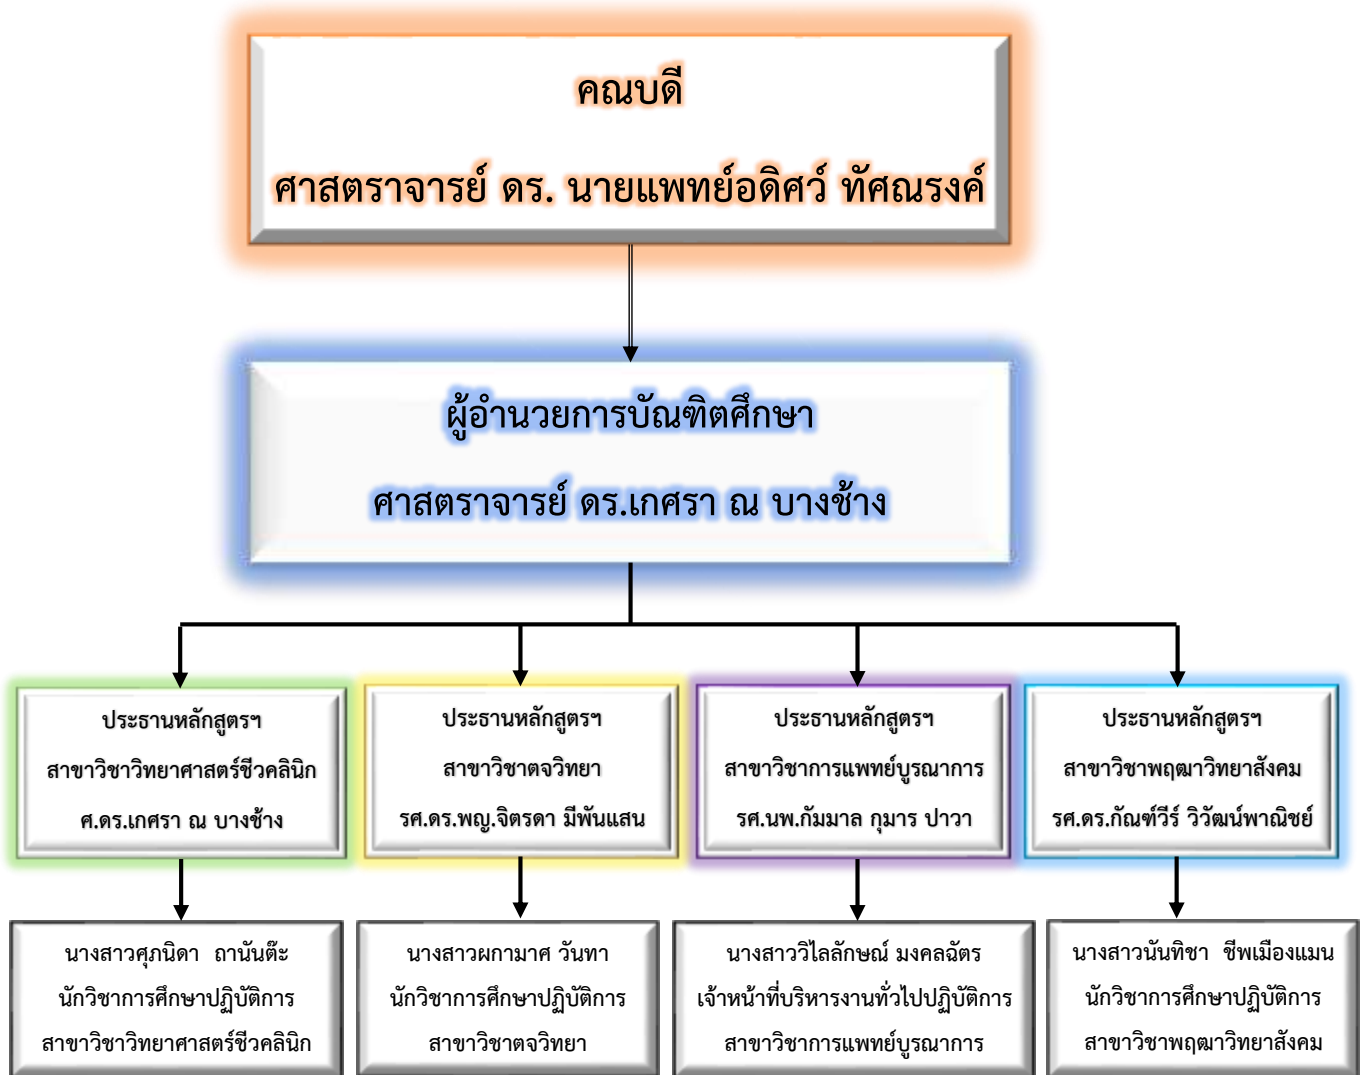 คณบดี
ศาสตราจารย์ ดร. นายแพทย์อดิศว์ ทัศณรงค์
ผู้อำนวยการบัณฑิตศึกษา
ศาสตราจารย์ ดร.เกศรา ณ บางช้าง
ประธานหลักสูตรฯ
สาขาวิชาวิทยาศาสตร์ชีวคลินิก
ศ.ดร.เกศรา ณ บางช้าง
ประธานหลักสูตรฯ
สาขาวิชาตจวิทยา
รศ.ดร.พญ.จิตรดา มีพันแสน
ประธานหลักสูตรฯ
สาขาวิชาการแพทย์บูรณาการ
รศ.นพ.กัมมาล กุมาร ปาวา
ประธานหลักสูตรฯ
สาขาวิชาพฤฒาวิทยาสังคม
รศ.ดร.กัณฑ์วีร์ วิวัฒน์พาณิชย์
นางสาวศุภนิดา ถานันต๊ะ
นักวิชาการศึกษาปฏิบัติการ
สาขาวิชาวิทยาศาสตร์ชีวคลินิก
นางสาวผกามาศ วันทา
นักวิชาการศึกษาปฏิบัติการ
สาขาวิชาตจวิทยา
นางสาววิไลลักษณ์ มงคลฉัตร
เจ้าหน้าที่บริหารงานทั่วไปปฏิบัติการ
สาขาวิชาการแพทย์บูรณาการ
นางสาวนันทิชา ชีพเมืองแมน
นักวิชาการศึกษาปฏิบัติการ
สาขาวิชาพฤฒาวิทยาสังคม